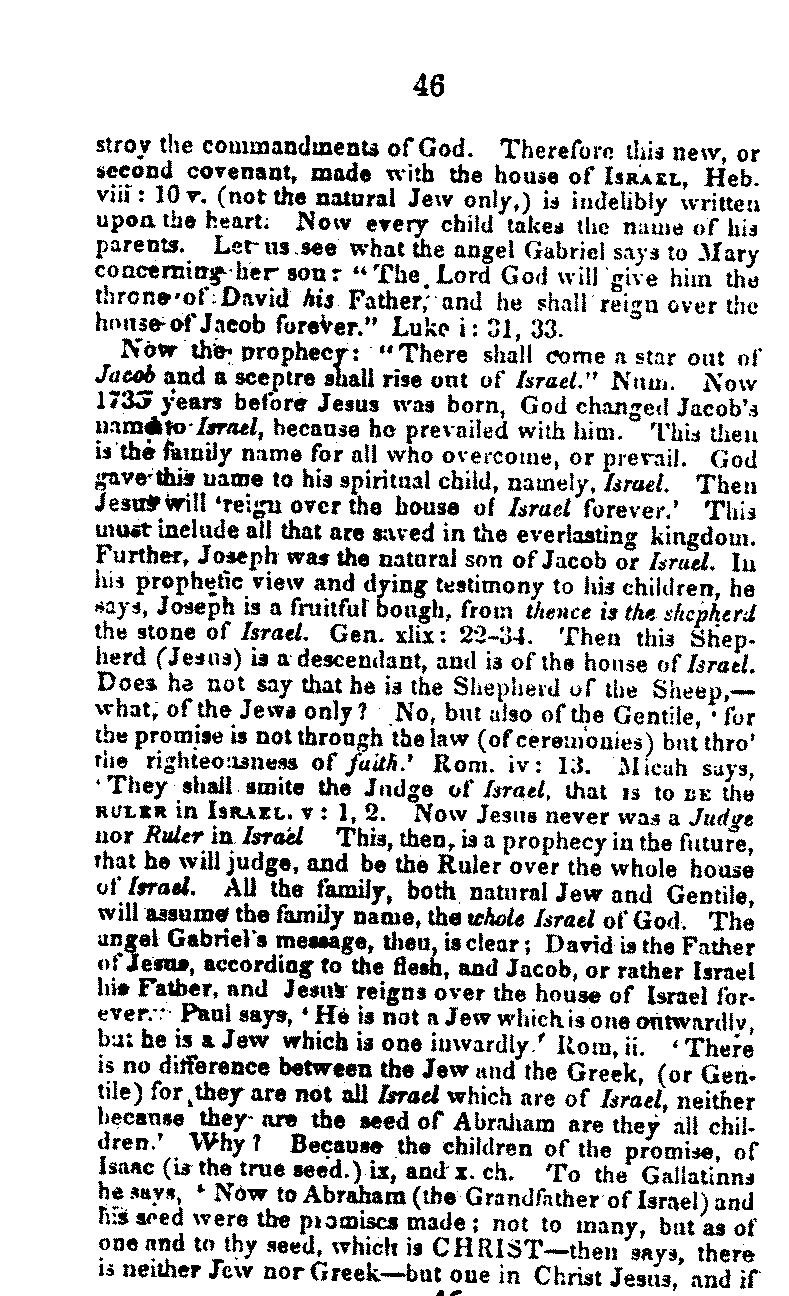 46
stroy the commandments of God. Therefore this new, or
second covenant, made with the house of ISRAEL, Heb.
viii: 10 v. (not the natural Jew only,) is indelibly written
upon the heart. Now every child takes the name of his
parents. Let us see what the angel Gabriel says to Mary
concerning her son: "The Lord God will give him the
throne of David his Father, and he shall reign over the
house of Jacob forever." Luke i: 31, 33.
Now the prophecy: "There shall come a star out of
Jacob and a sceptre shall rise out of Israel." Num. Now
1735 years before Jesus was born, God changed Jacob's
name to Israel, because he prevailed with him. This then
is the family name for all who overcome, or prevail. God
gave this name to his spiritual child, namely, Israel. Then
Jesus will 'reign over the house of Israel forever.' This
must include all that are saved in the everlasting kingdom.
Further, Joseph was the natural son of Jacob or Israel. In
his prophetic view and dying testimony to his children, he
says, Joseph is a fruitful bough, from thence is the shepherd
the stone of Israel. Gen. xlix: 22-34. Then this Shep-
herd (Jesus) is a descendant, and is of the house of Israel.
Does he not say that he is the Shepherd of the Sheep,—
what, of the Jews only? No, but also of the Gentile, 'for
the promise is not through the law (of ceremonies) but thro'
the righteousness of faith.' Rom. iv: 13. Micah says,
'They shall smite the Judge of Israel, that IS to BE the
RULER in ISRAEL. v: 1, 2. Now Jesus never was a Judge
nor Ruler in Israel This, then, is a prophecy in the future,
that he will judge, and be the Ruler over the whole house
of Israel. All the family, both natural Jew and Gentile,
will assume the family name, the whole Israel of God. The
angel Gabriel's message, then, is clear; David is the Father
of Jesus, according to the flesh, and Jacob, or rather Israel
his Father, and Jesus reigns over the house of Israel for-
ever. Paul says, 'He is not a Jew which is one outwardly,
but he is a Jew which is one inwardly.' Rom, ii. 'There
is no difference between the Jew and the Greek, (or Gen-
tile) for they are not all Israel which are of Israel, neither
because they are the seed of Abraham are they all chil-
dren.' Why? Because the children of the promise, of
Isaac (is the true seed.) ix, and x. ch. To the Gallatinns
he says, 'Now to Abraham (the Grandfather of Israel) and
his seed were the promises made; not to many, but as of
one and to thy seed, which is CHRIST—then says, there
is neither Jew nor Greek—but one in Christ Jesus, and if